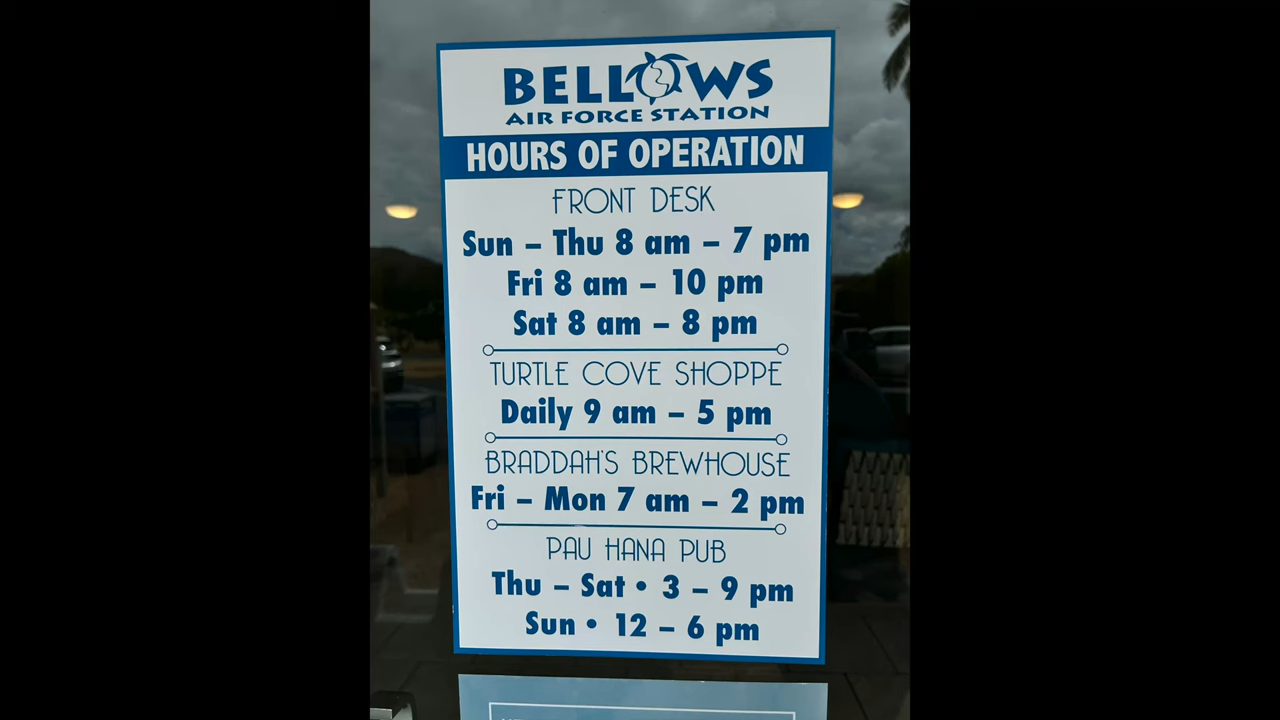 BELLOWS
AIR FORCE STATION
HOURS OF OPERATION
FRONT DESK
Sun – Thu 8 am – 7 pm
Fri 8 am – 10 pm
Sat 8 am – 8 pm
TURTLE COVE SHOPPE
Daily 9 am – 5 pm
BRADDAH'S BREWHOUSE
Fri – Mon 7 am – 2 pm
PAU HANA PUB
Thu – Sat • 3 – 9 pm
Sun • 12 – 6 pm